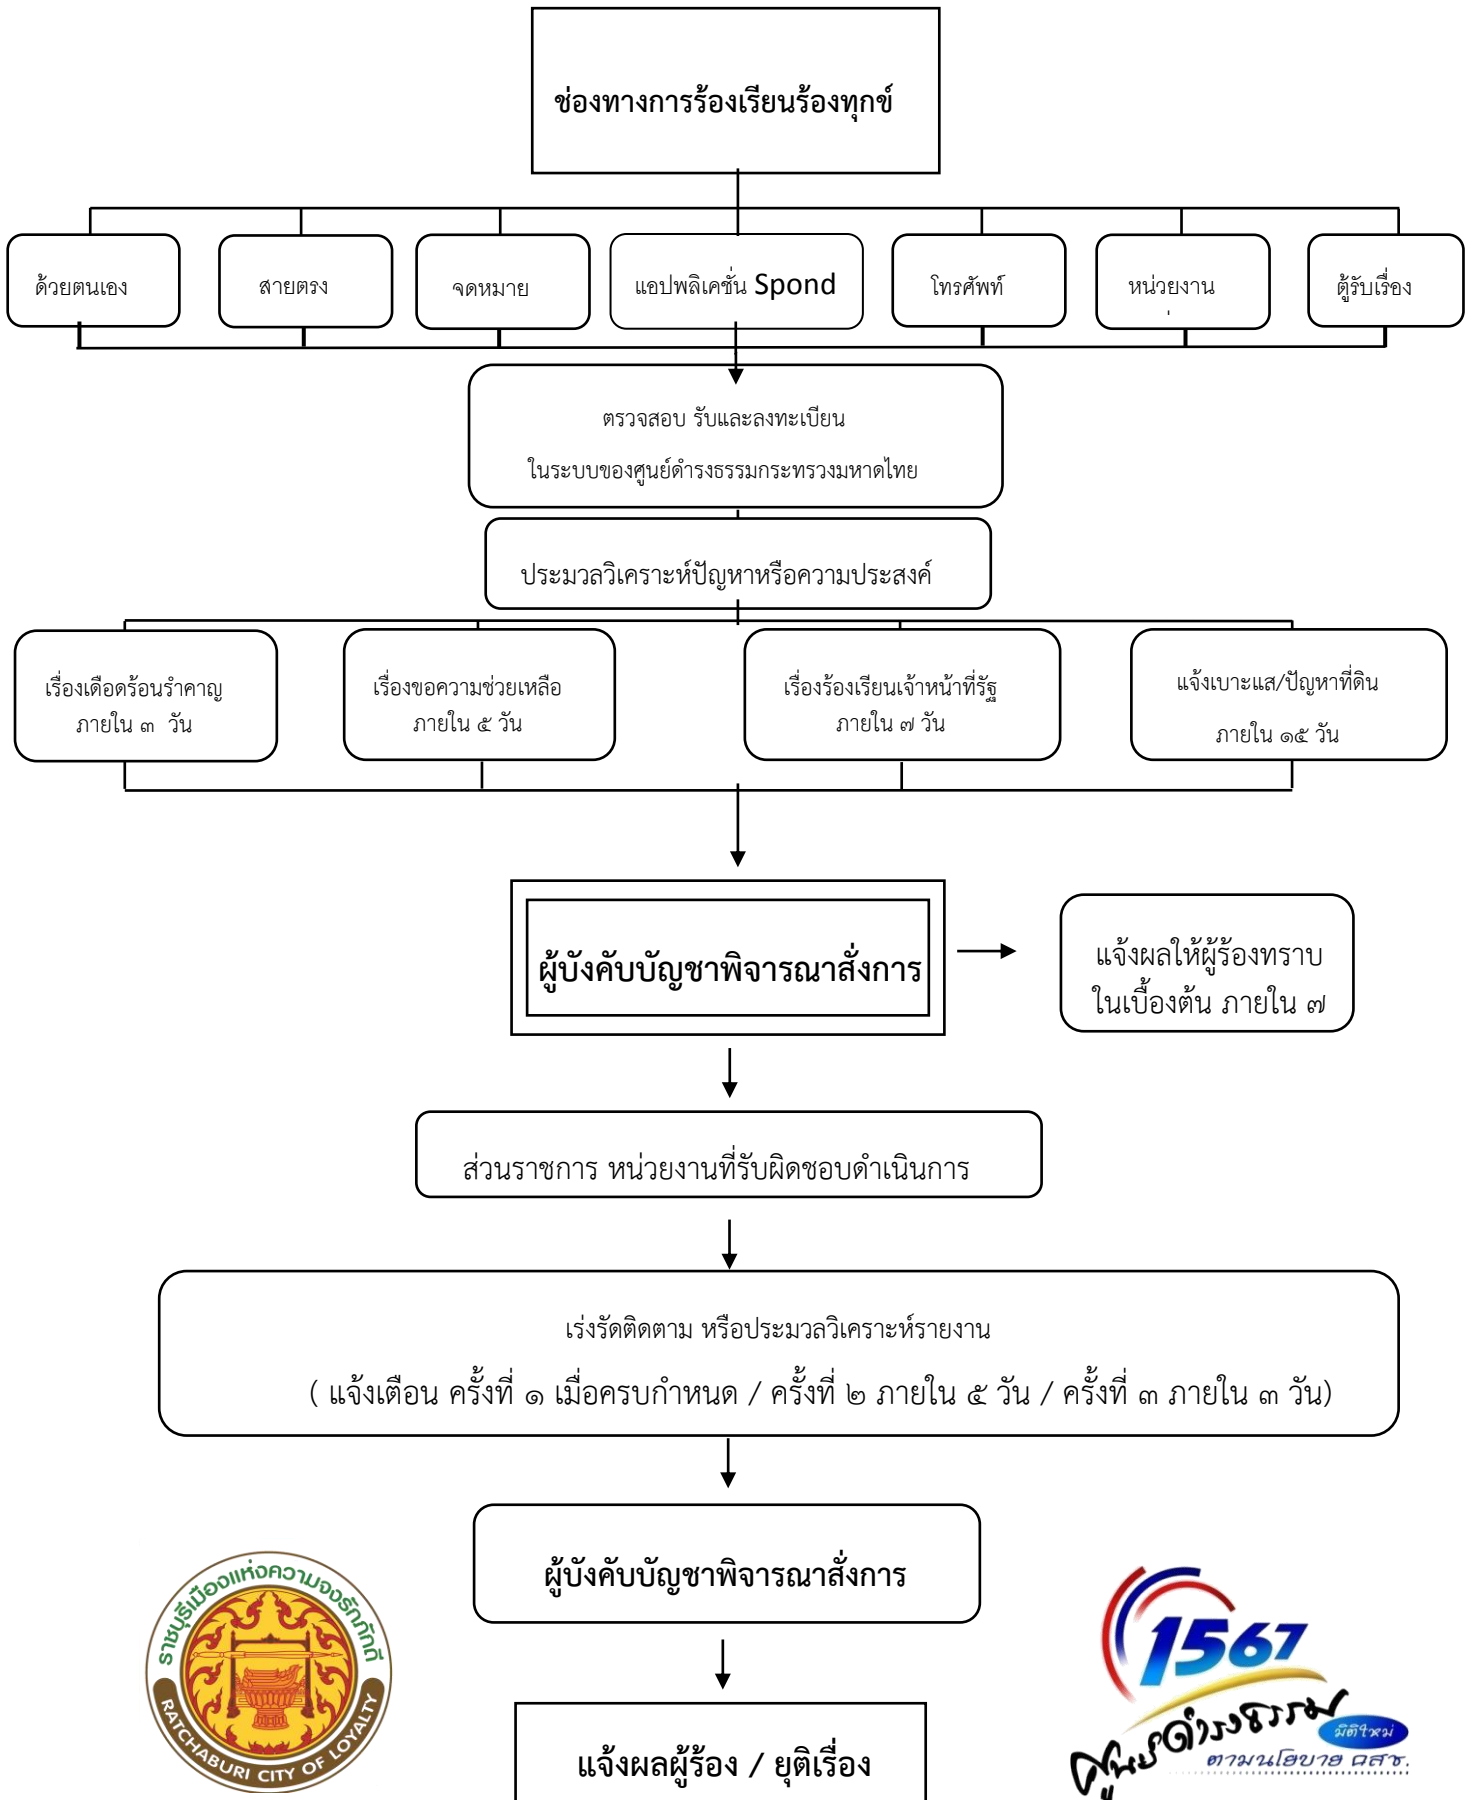 ช่องทางการร้องเรียนร้องทุกข์
ด้วยตนเอง
สายตรง
จดหมาย
แอปพลิเคชั่น Spond
โทรศัพท์
หน่วยงาน
ตู้รับเรื่อง
ตรวจสอบ รับและลงทะเบียน
ในระบบของศูนย์ดำรงธรรมกระทรวงมหาดไทย
ประมวลวิเคราะห์ปัญหาหรือความประสงค์
เรื่องเดือดร้อนรำคาญ
ภายใน ๓ วัน
เรื่องขอความช่วยเหลือ
ภายใน ๕ วัน
เรื่องร้องเรียนเจ้าหน้าที่รัฐ
ภายใน ๗ วัน
แจ้งเบาะแส/ปัญหาที่ดิน
ภายใน ๑๕ วัน
ผู้บังคับบัญชาพิจารณาสั่งการ
แจ้งผลให้ผู้ร้องทราบ
ในเบื้องต้น ภายใน ๗
ส่วนราชการ หน่วยงานที่รับผิดชอบดำเนินการ
เร่งรัดติดตาม หรือประมวลวิเคราะห์รายงาน
( แจ้งเตือน ครั้งที่ ๑ เมื่อครบกำหนด / ครั้งที่ ๒ ภายใน ๕ วัน / ครั้งที่ ๓ ภายใน ๓ วัน)
ผู้บังคับบัญชาพิจารณาสั่งการ
แจ้งผลผู้ร้อง / ยุติเรื่อง
ราชบุรีเมืองแห่งความจงรักภักดี
RATCHABURI CITY OF LOYALTY
1567
ศูนย์ดำรงธรรม
มิติใหม่
ตามนโยบาย คสช.